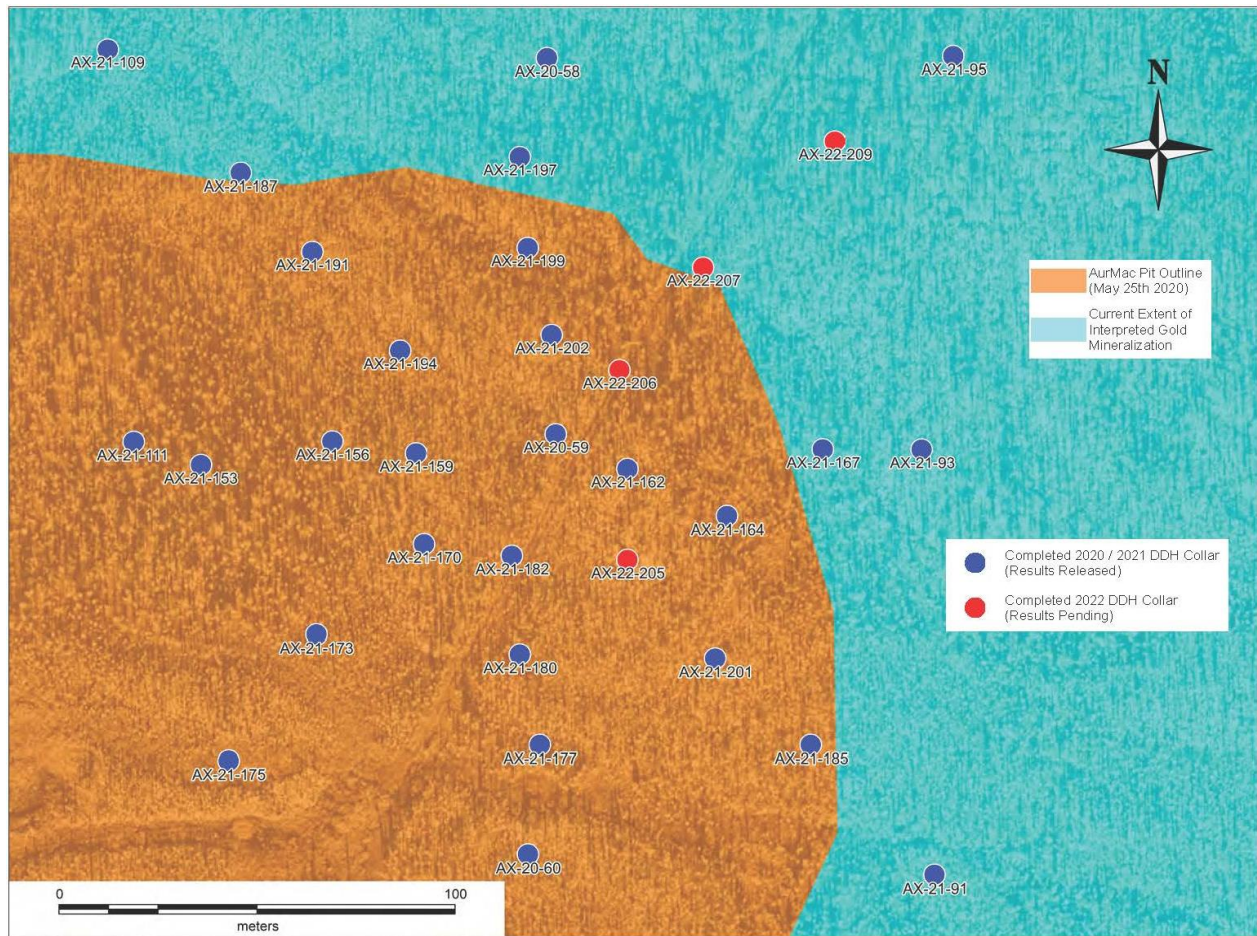 AX-21-109
AX-20-58
AX-21-95
N
AX-22-209
AX-21-197
AX-21-187
AX-21-191
AX-21-199
AX-22-207
AurMac Pit Outline
(May 25th 2020)
Current Extent of
Interpreted Gold
Mineralization
AX-21-202
AX-21-194
AX-22-206
AX-20-59
AX-21-111
AX-21-156
AX-21-159
AX-21-167
AX-21-93
AX-21-153
AX-21-162
AX-21-164
AX-21-170
AX-21-182
AX-22-205
Completed 2020 / 2021 DDH Collar
(Results Released)
Completed 2022 DDH Collar
(Results Pending)
AX-21-173
AX-21-180
AX-21-201
AX-21-177
AX-21-185
AX-21-175
AX-20-60
AX-21-91
0 100
meters